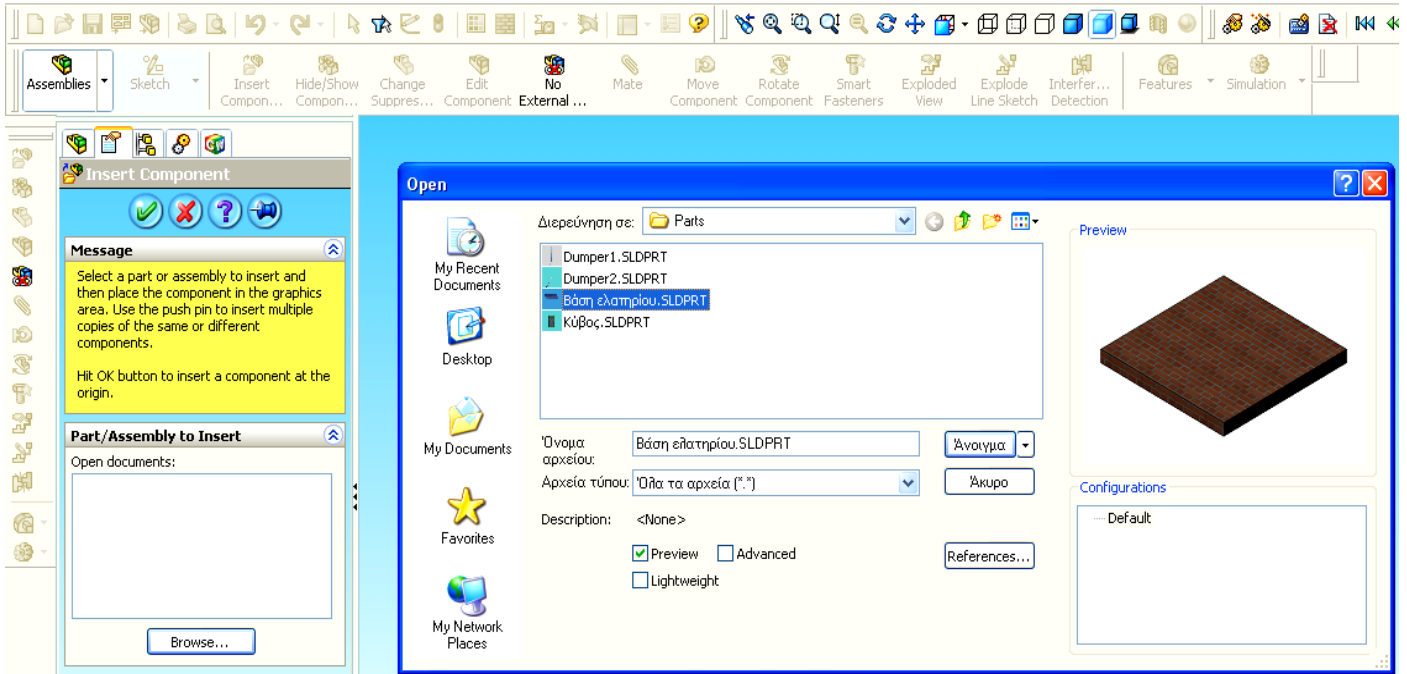 Assemblies
Sketch
Insert
Compon...
Hide/Show
Compon...
Change
Suppres...
Edit
Component
No
External ...
Mate
Move
Component
Rotate
Component
Smart
Fasteners
Exploded
View
Explode
Line Sketch
Interfer...
Detection
Features
Simulation
Insert Component
Message
Select a part or assembly to insert and
then place the component in the graphics
area. Use the push pin to insert multiple
copies of the same or different
components.
Hit OK button to insert a component at the
origin.
Part/Assembly to Insert
Open documents:
Browse...
Open
Διερεύνηση σε: Parts
My Recent
Documents
Desktop
My Documents
Favorites
My Network
Places
Dumper1.SLDPRT
Dumper2.SLDPRT
Βάση ελατηρίου.SLDPRT
Κύβος.SLDPRT
Όνομα
αρχείου:
Βάση ελατηρίου.SLDPRT
Άνοιγμα
Αρχεία τύπου: Όλα τα αρχεία (*.*)
Άκυρο
Description: <None>
Preview Advanced
References...
Lightweight
Preview
Configurations
Default